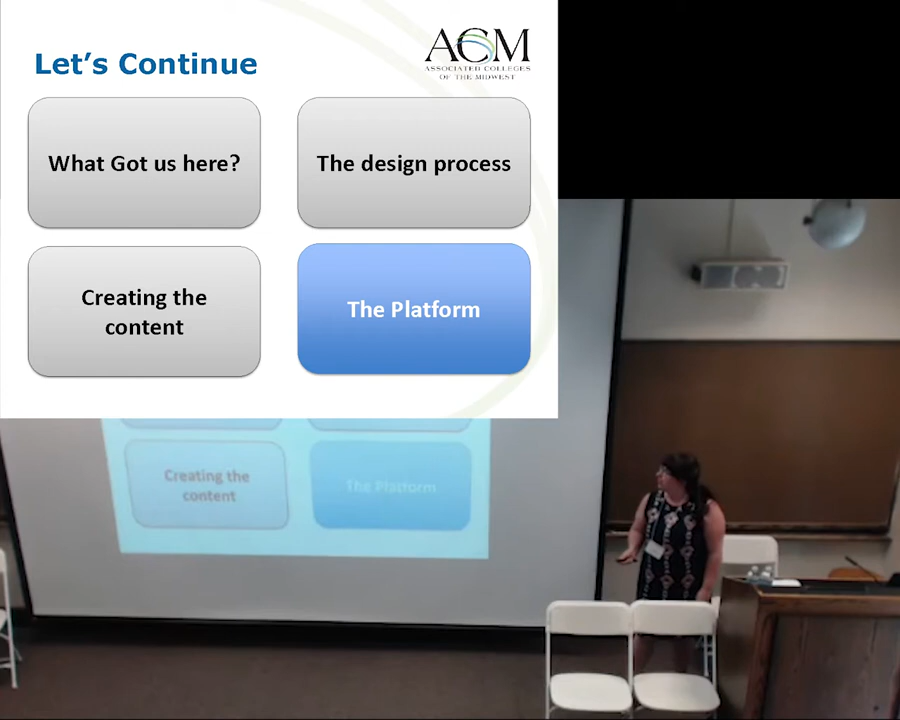 Let's Continue
ACM
ASSOCIATED COLLEGES
OF THE MIDWEST
What Got us here?
The design process
Creating the
content
The Platform
Creating the
content
The Platform